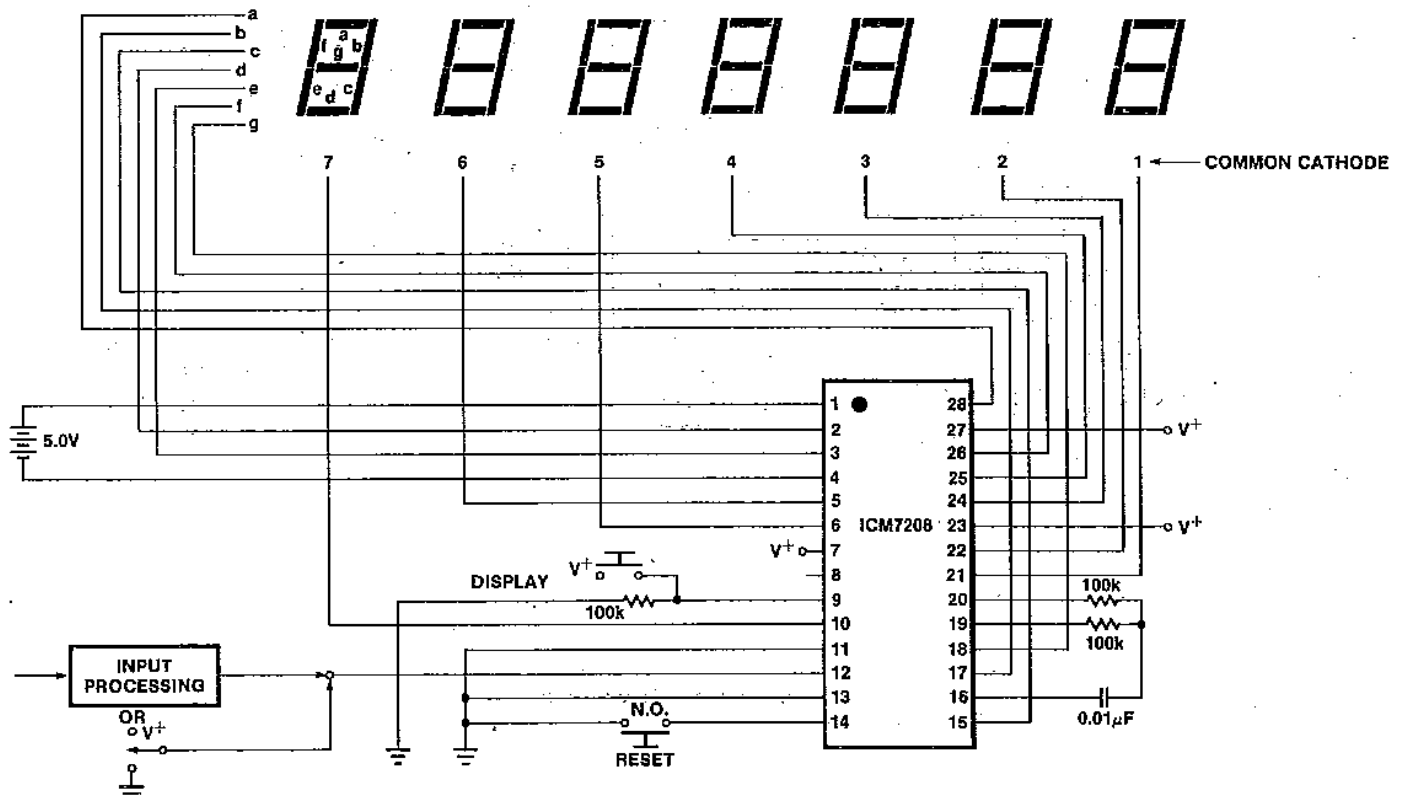 a
b
c
d
e
f
g
a
f b
g
e c
d
7 6 5 4 3 2 1 COMMON CATHODE
5.0V
ICM7208
1 28
2 27 V+
3 26
4 25
5 24
6 23 V+
V+ 7 22
8 21
DISPLAY V+
100k
9 20 100k
10 19 100k
11 18
12 17
13 16 0.01μF
14 15
N.O.
RESET
INPUT
PROCESSING
OR
V+